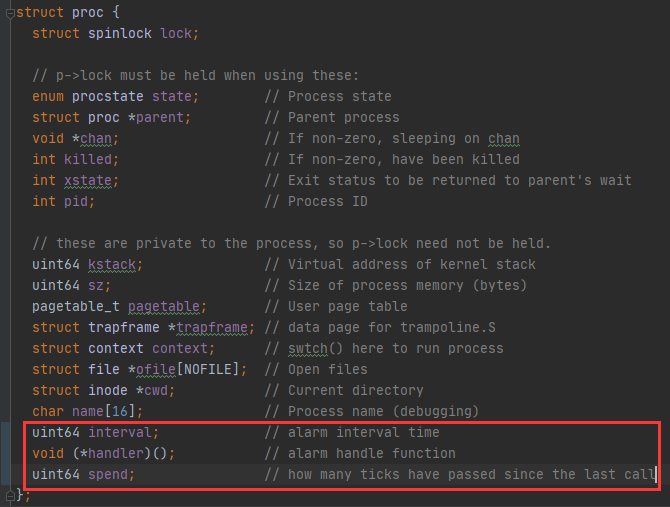 struct proc {
struct spinlock lock;
// p->lock must be held when using these:
enum procstate state; // Process state
struct proc *parent; // Parent process
void *chan; // If non-zero, sleeping on chan
int killed; // If non-zero, have been killed
int xstate; // Exit status to be returned to parent's wait
int pid; // Process ID
// these are private to the process, so p->lock need not be held.
uint64 kstack; // Virtual address of kernel stack
uint64 sz; // Size of process memory (bytes)
pagetable_t pagetable; // User page table
struct trapframe *trapframe; // data page for trampoline.S
struct context context; // swtch() here to run process
struct file *ofile[NOFILE]; // Open files
struct inode *cwd; // Current directory
char name[16]; // Process name (debugging)
uint64 interval; // alarm interval time
void (*handler)(); // alarm handle function
uint64 spend; // how many ticks have passed since the last call
};